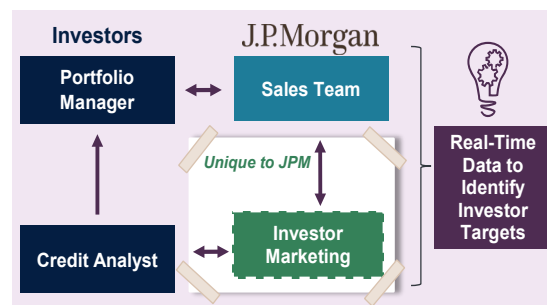 Investors
J.P.Morgan
Portfolio
Manager
Sales Team
Unique to JPM
Real-Time
Data to
Identify
Investor
Targets
Credit Analyst
Investor
Marketing